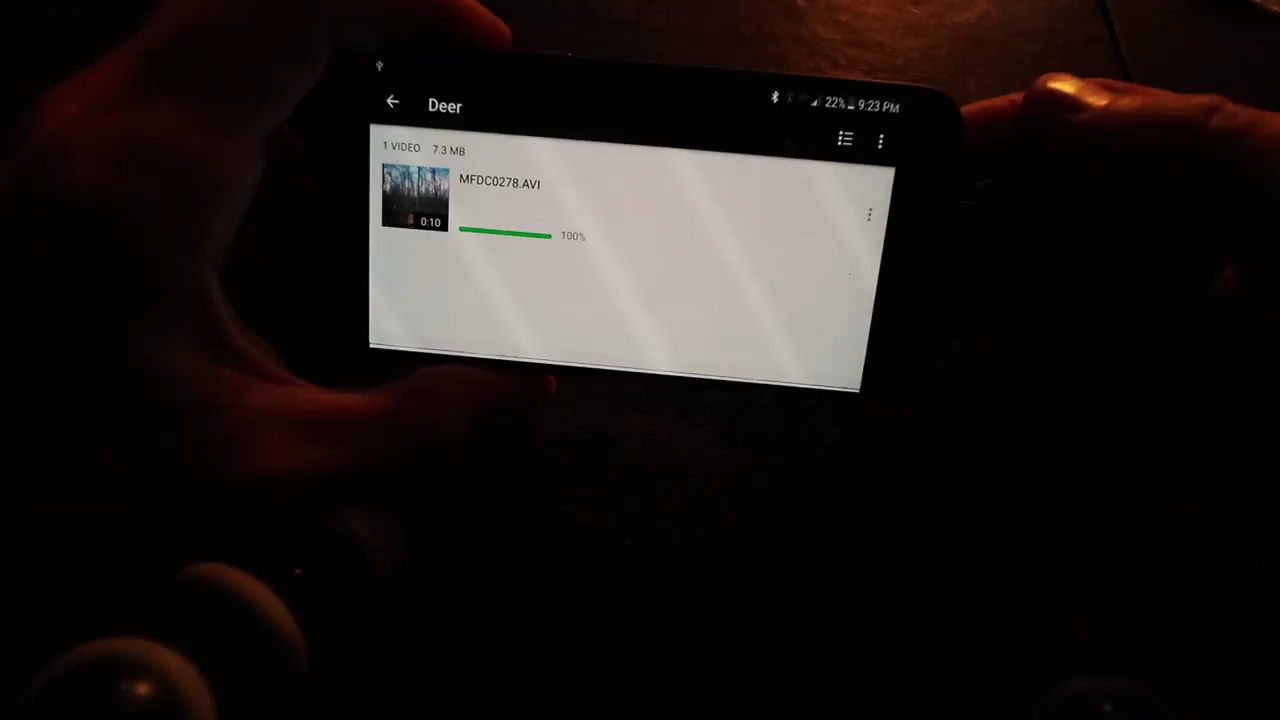 22% 9:23 PM
Deer
1 VIDEO 7.3 MB
MFDC0278.AVI
0:10
100%